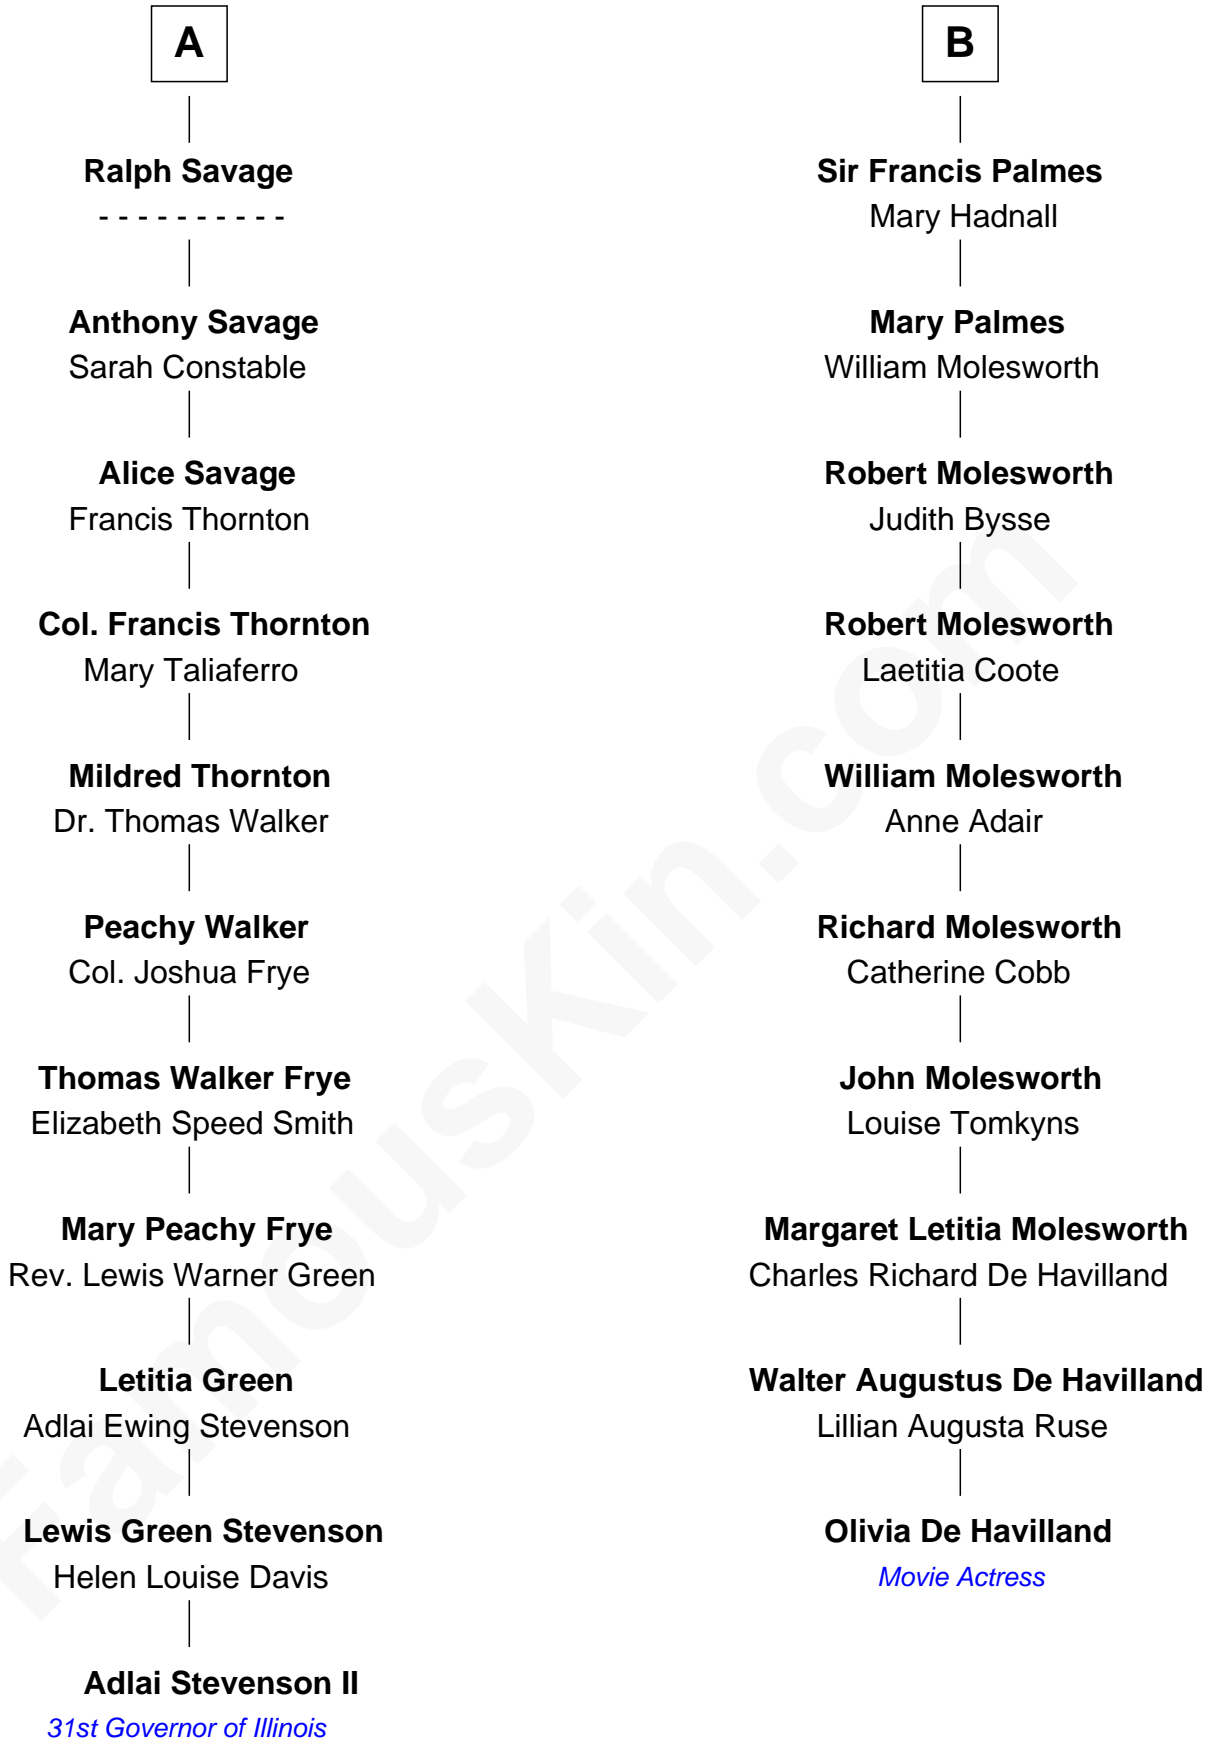 A
Ralph Savage
- - - - - - - - - -
Anthony Savage
Sarah Constable
Alice Savage
Francis Thornton
Col. Francis Thornton
Mary Taliaferro
Mildred Thornton
Dr. Thomas Walker
Peachy Walker
Col. Joshua Frye
Thomas Walker Frye
Elizabeth Speed Smith
Mary Peachy Frye
Rev. Lewis Warner Green
Letitia Green
Adlai Ewing Stevenson
Lewis Green Stevenson
Helen Louise Davis
Adlai Stevenson II
31st Governor of Illinois
B
Sir Francis Palmes
Mary Hadnall
Mary Palmes
William Molesworth
Robert Molesworth
Judith Bysse
Robert Molesworth
Laetitia Coote
William Molesworth
Anne Adair
Richard Molesworth
Catherine Cobb
John Molesworth
Louise Tomkyns
Margaret Letitia Molesworth
Charles Richard De Havilland
Walter Augustus De Havilland
Lillian Augusta Ruse
Olivia De Havilland
Movie Actress
FamousKin.com